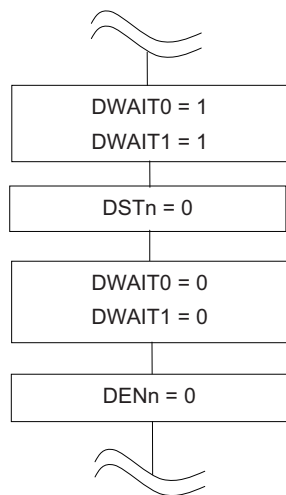 DWAIT0 = 1
DWAIT1 = 1
DSTn = 0
DWAIT0 = 0
DWAIT1 = 0
DENn = 0